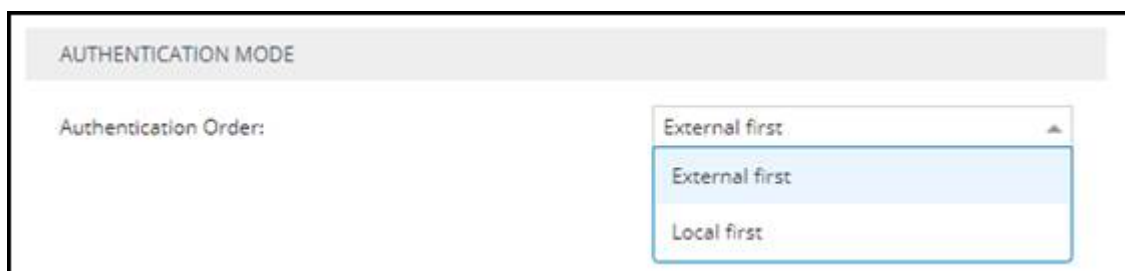 AUTHENTICATION MODE
Authentication Order: External first
External first
Local first